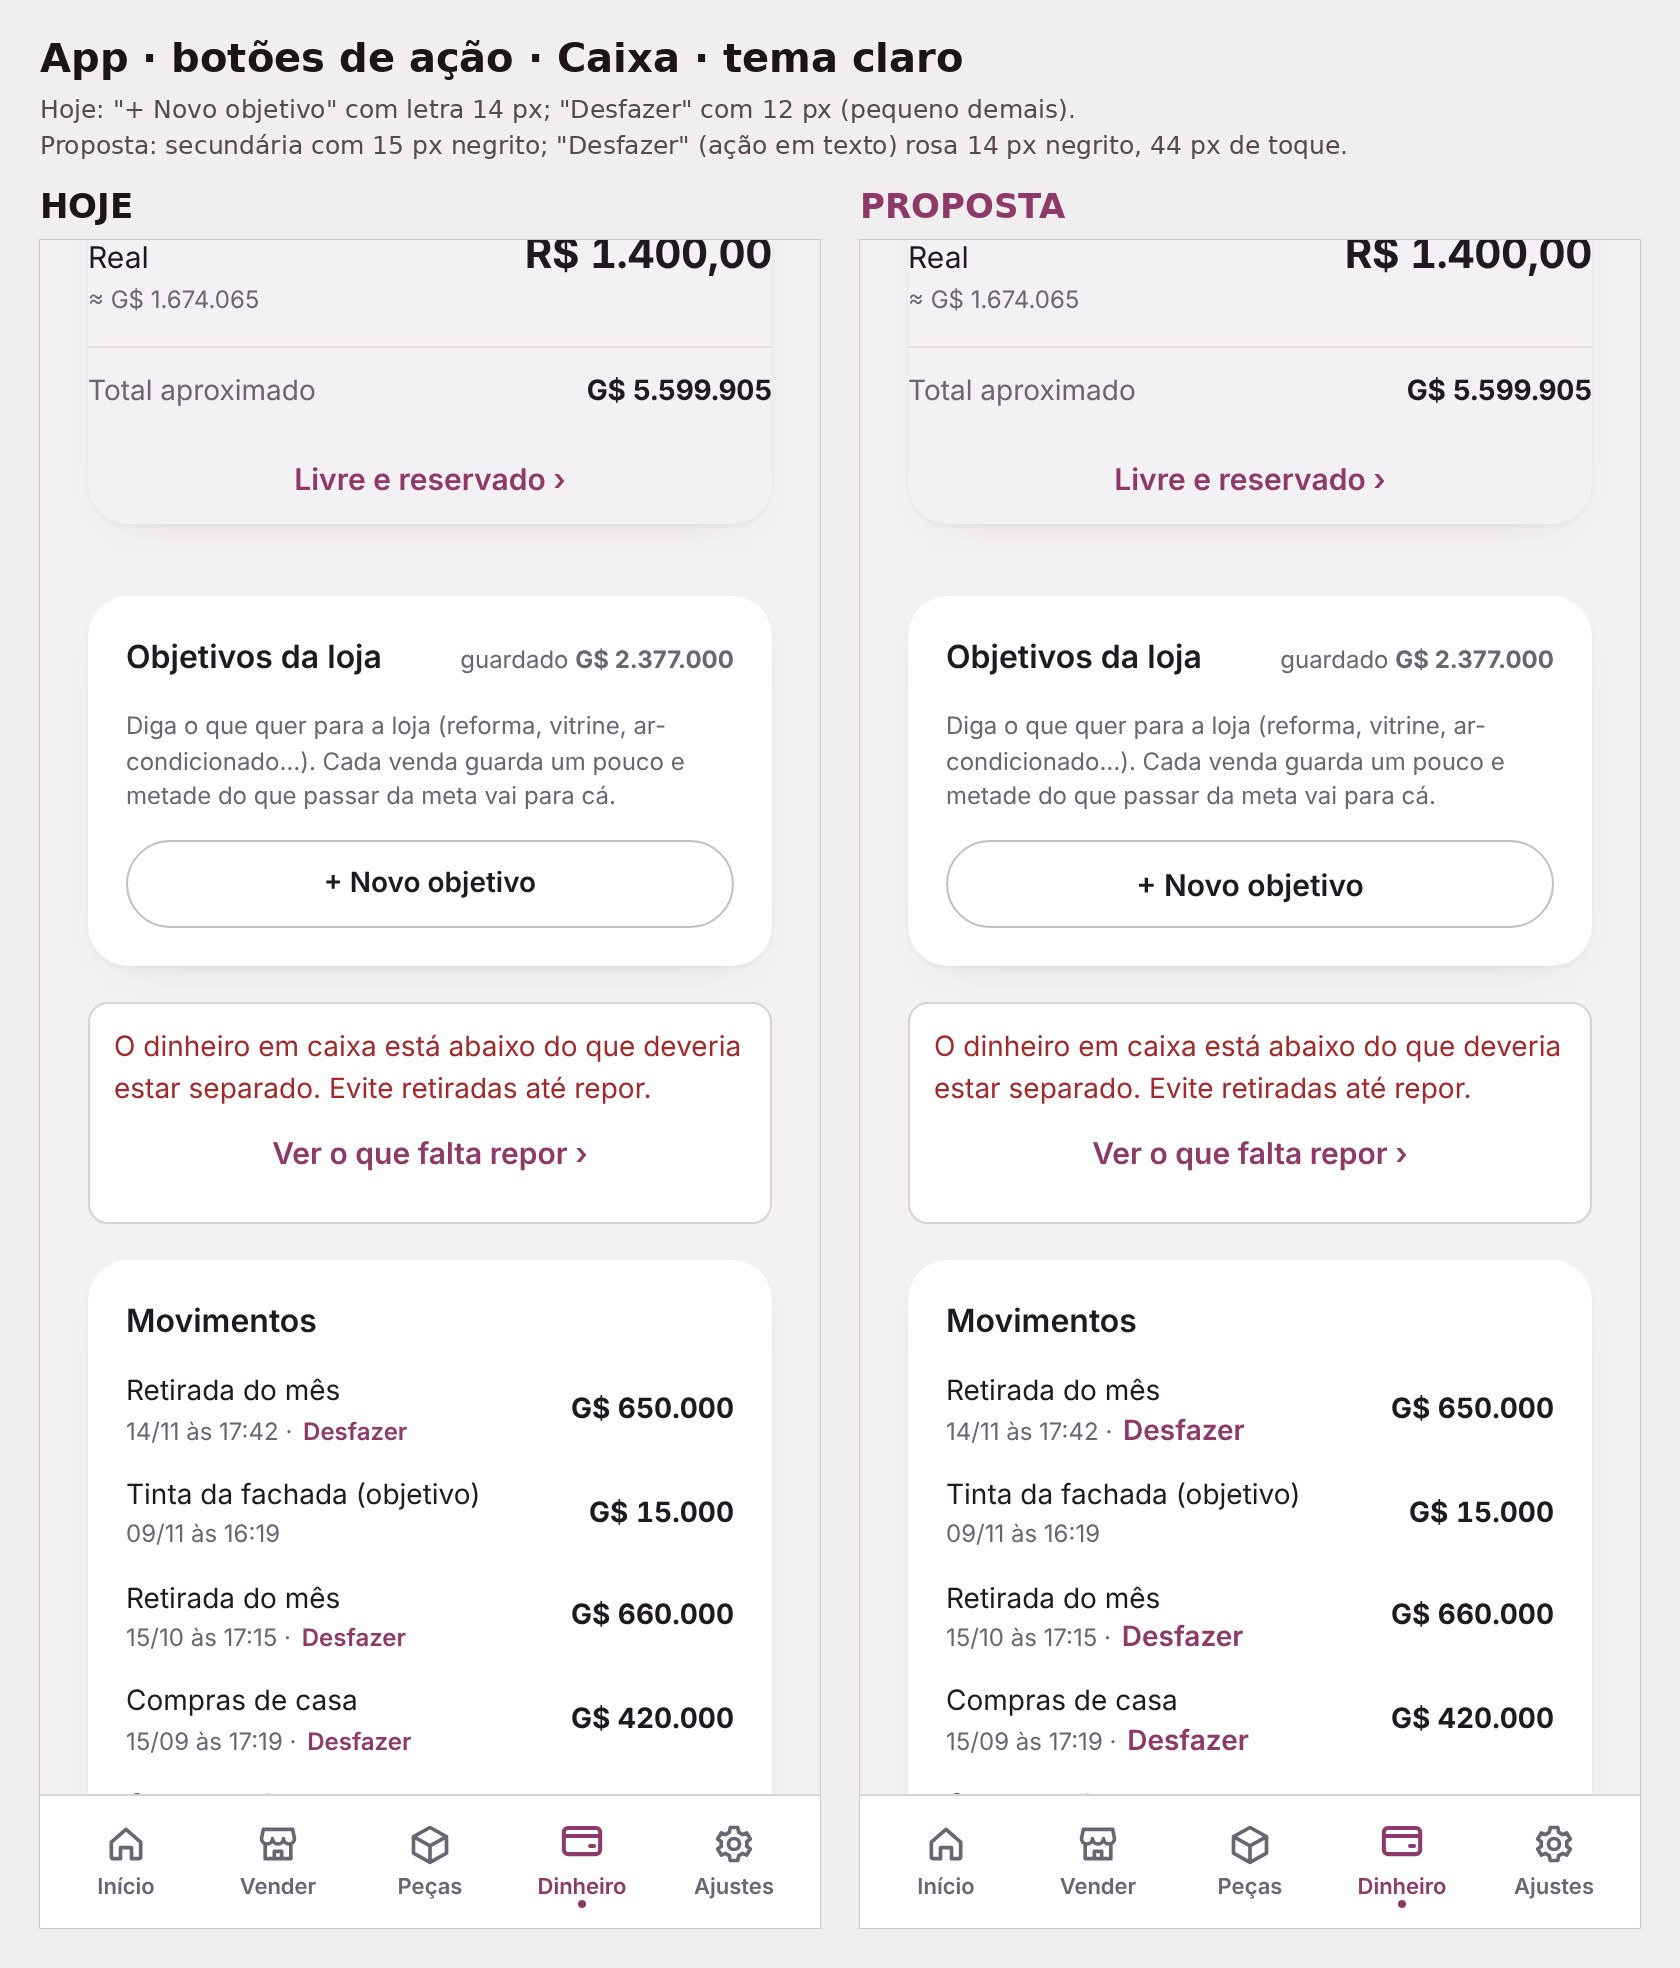 App · botões de ação · Caixa · tema claro
Hoje: "+ Novo objetivo" com letra 14 px; "Desfazer" com 12 px (pequeno demais).
Proposta: secundária com 15 px negrito; "Desfazer" (ação em texto) rosa 14 px negrito, 44 px de toque.
HOJE
Real
R$ 1.400,00
≈ G$ 1.674.065
Total aproximado
G$ 5.599.905
Livre e reservado ›
Objetivos da loja
guardado G$ 2.377.000
Diga o que quer para a loja (reforma, vitrine, ar-
condicionado...). Cada venda guarda um pouco e
metade do que passar da meta vai para cá.
+ Novo objetivo
O dinheiro em caixa está abaixo do que deveria
estar separado. Evite retiradas até repor.
Ver o que falta repor ›
Movimentos
Retirada do mês
14/11 às 17:42 · Desfazer
G$ 650.000
Tinta da fachada (objetivo)
09/11 às 16:19
G$ 15.000
Retirada do mês
15/10 às 17:15 · Desfazer
G$ 660.000
Compras de casa
15/09 às 17:19 · Desfazer
G$ 420.000
Início
Vender
Peças
Dinheiro
Ajustes
PROPOSTA
Real
R$ 1.400,00
≈ G$ 1.674.065
Total aproximado
G$ 5.599.905
Livre e reservado ›
Objetivos da loja
guardado G$ 2.377.000
Diga o que quer para a loja (reforma, vitrine, ar-
condicionado...). Cada venda guarda um pouco e
metade do que passar da meta vai para cá.
+ Novo objetivo
O dinheiro em caixa está abaixo do que deveria
estar separado. Evite retiradas até repor.
Ver o que falta repor ›
Movimentos
Retirada do mês
14/11 às 17:42 · Desfazer
G$ 650.000
Tinta da fachada (objetivo)
09/11 às 16:19
G$ 15.000
Retirada do mês
15/10 às 17:15 · Desfazer
G$ 660.000
Compras de casa
15/09 às 17:19 · Desfazer
G$ 420.000
Início
Vender
Peças
Dinheiro
Ajustes